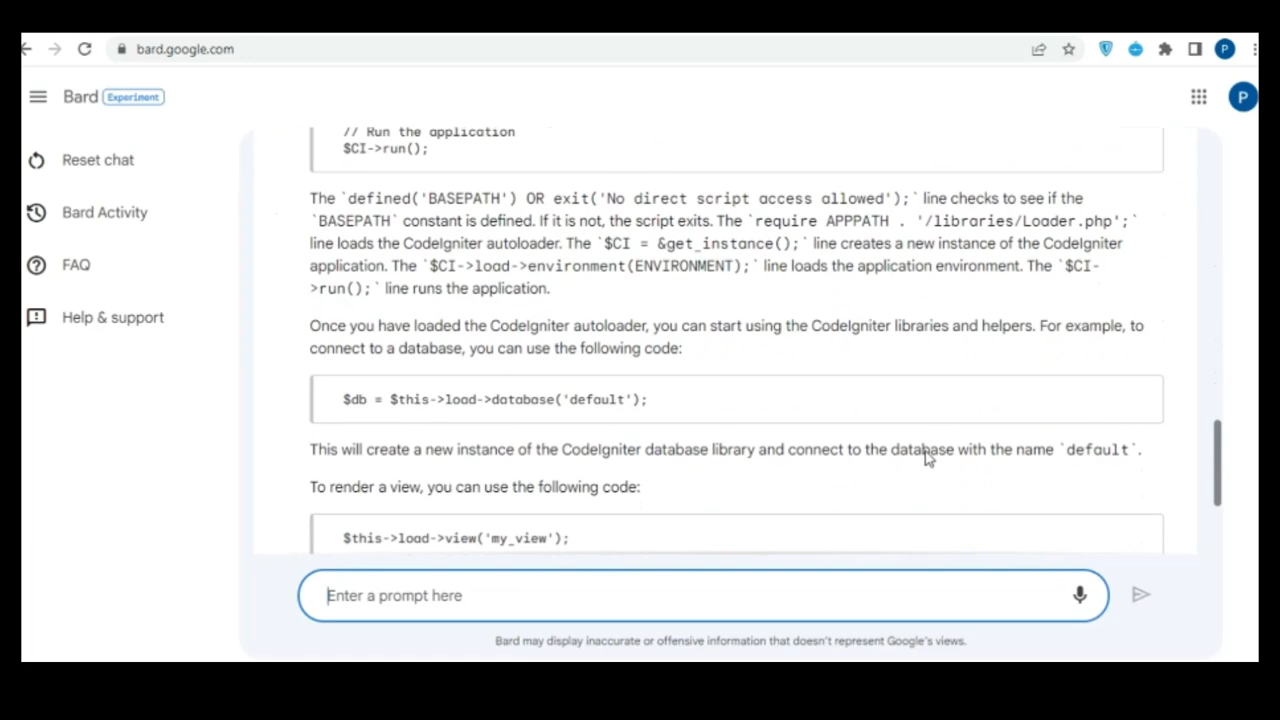 bard.google.com
P
Bard Experiment
P
Reset chat
Bard Activity
FAQ
Help & support
// Run the application
$CI->run();
The `defined('BASEPATH') OR exit('No direct script access allowed');` line checks to see if the
`BASEPATH` constant is defined. If it is not, the script exits. The `require APPPATH . '/libraries/Loader.php';`
line loads the CodeIgniter autoloader. The `$CI = &get_instance();` line creates a new instance of the CodeIgniter
application. The `$CI->load->environment(ENVIRONMENT);` line loads the application environment. The `$CI-
>run();` line runs the application.
Once you have loaded the CodeIgniter autoloader, you can start using the CodeIgniter libraries and helpers. For example, to
connect to a database, you can use the following code:
$db = $this->load->database('default');
This will create a new instance of the CodeIgniter database library and connect to the database with the name `default`.
To render a view, you can use the following code:
$this->load->view('my_view');
Enter a prompt here
Bard may display inaccurate or offensive information that doesn't represent Google's views.